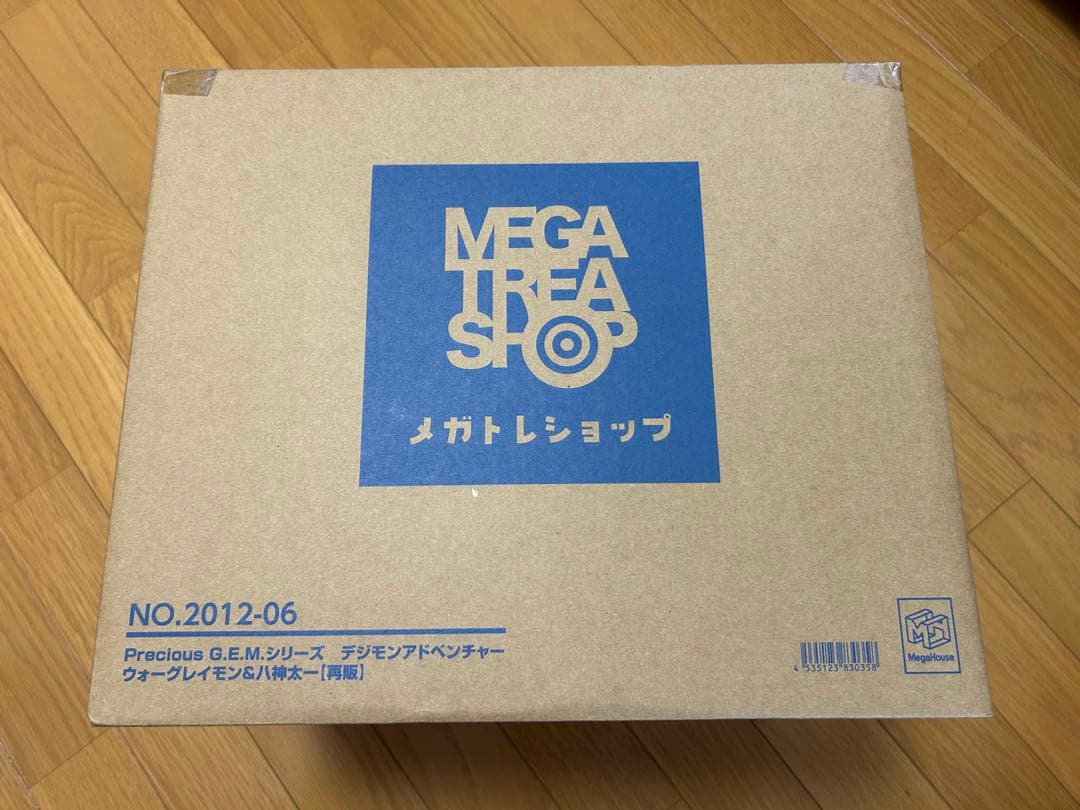 MEGA
TREA
SHOP
メガトレショップ
NO.2012-06
Precious G.E.M.シリーズ　デジモンアドベンチャー
ウォーグレイモン&八神太一【再販】
4 535123 830358
MegaHouse